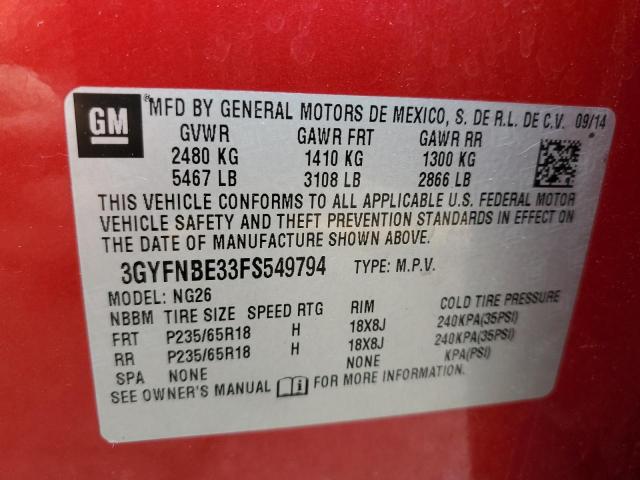 GM MFD BY GENERAL MOTORS DE MEXICO, S. DE R.L. DE C.V. 09/14
GVWR GAWR FRT GAWR RR
2480 KG 1410 KG 1300 KG
5467 LB 3108 LB 2866 LB
THIS VEHICLE CONFORMS TO ALL APPLICABLE U.S. FEDERAL MOTOR
VEHICLE SAFETY AND THEFT PREVENTION STANDARDS IN EFFECT ON
THE DATE OF MANUFACTURE SHOWN ABOVE.
3GYFNBE33FS549794 TYPE: M.P.V.
MODEL: NG26
NBBM TIRE SIZE SPEED RTG RIM COLD TIRE PRESSURE
FRT P235/65R18 H 18X8J 240KPA(35PSI)
RR P235/65R18 H 18X8J 240KPA(35PSI)
SPA NONE NONE KPA(PSI)
SEE OWNER'S MANUAL FOR MORE INFORMATION.